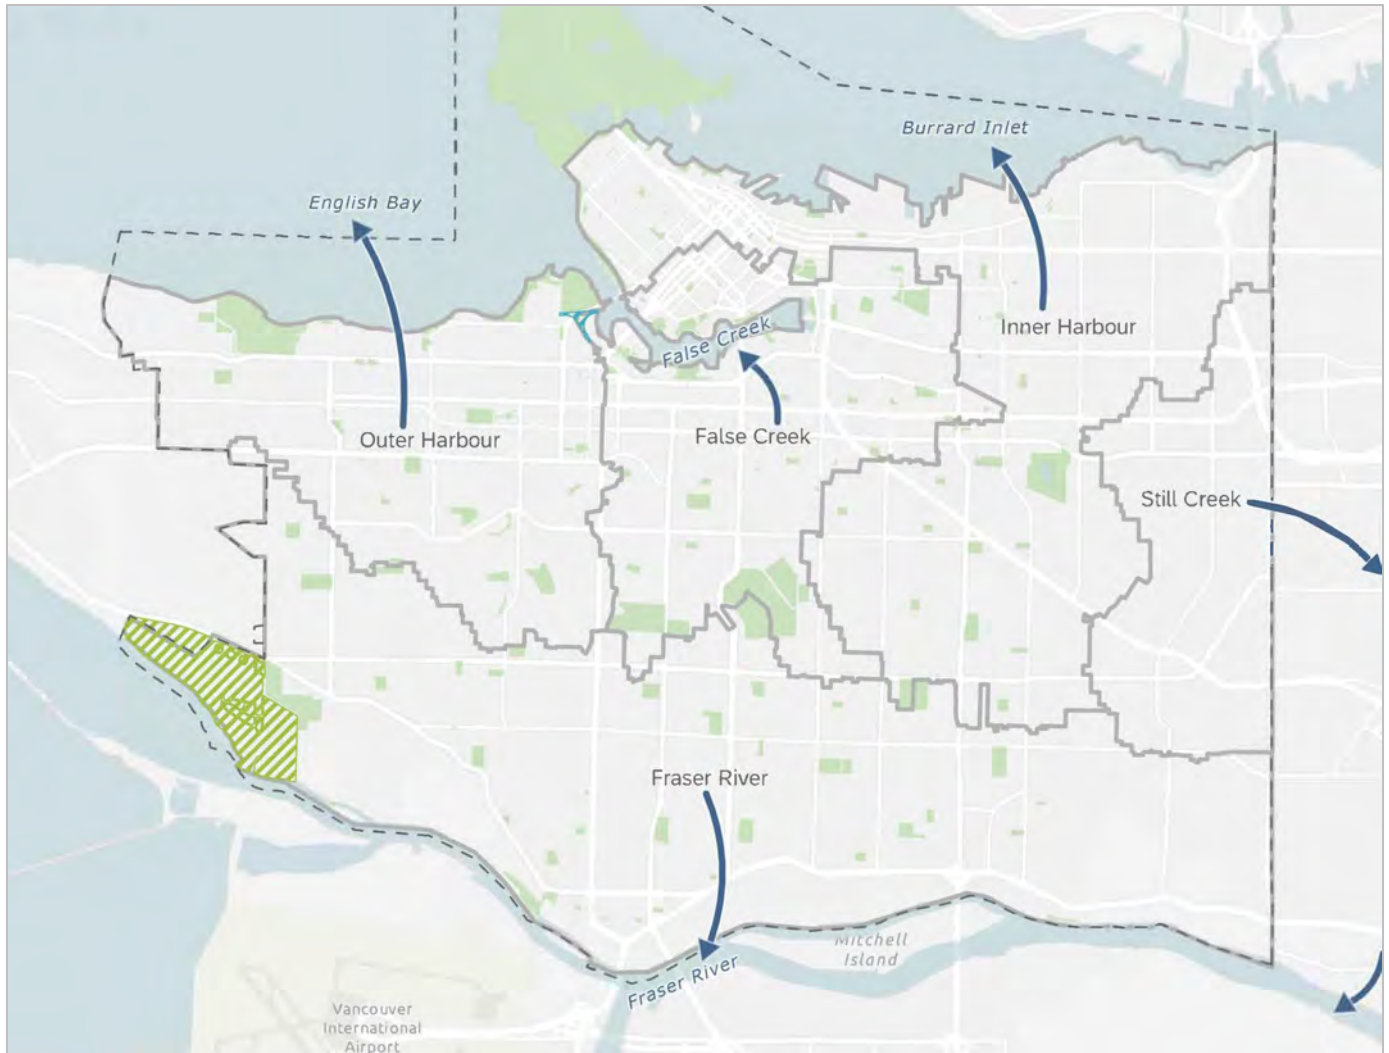 Burrard Inlet
English Bay
Inner Harbour
False Creek
Outer Harbour
False Creek
Still Creek
Fraser River
Mitchell
Island
Fraser River
Vancouver
International
Airport